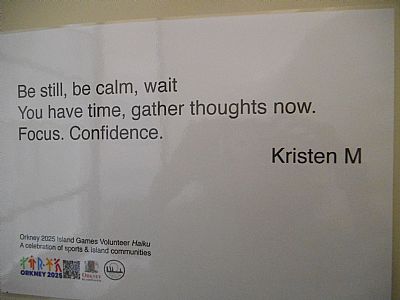 Be still, be calm, wait
You have time, gather thoughts now.
Focus. Confidence.
Kristen M
Orkney 2025 Island Games Volunteer Haiku
A celebration of sports & island communities
ORKNEY 2025